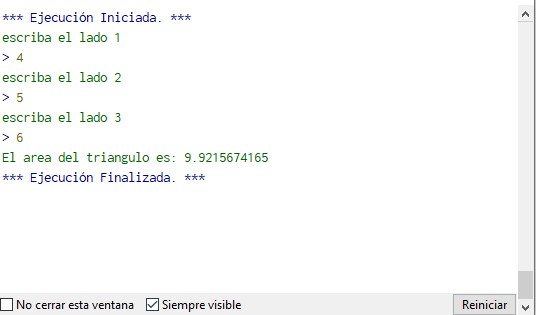 *** Ejecución Iniciada. ***
escriba el lado 1
> 4
escriba el lado 2
> 5
escriba el lado 3
> 6
El area del triangulo es: 9.9215674165
*** Ejecución Finalizada. ***
No cerrar esta ventana Siempre visible Reiniciar